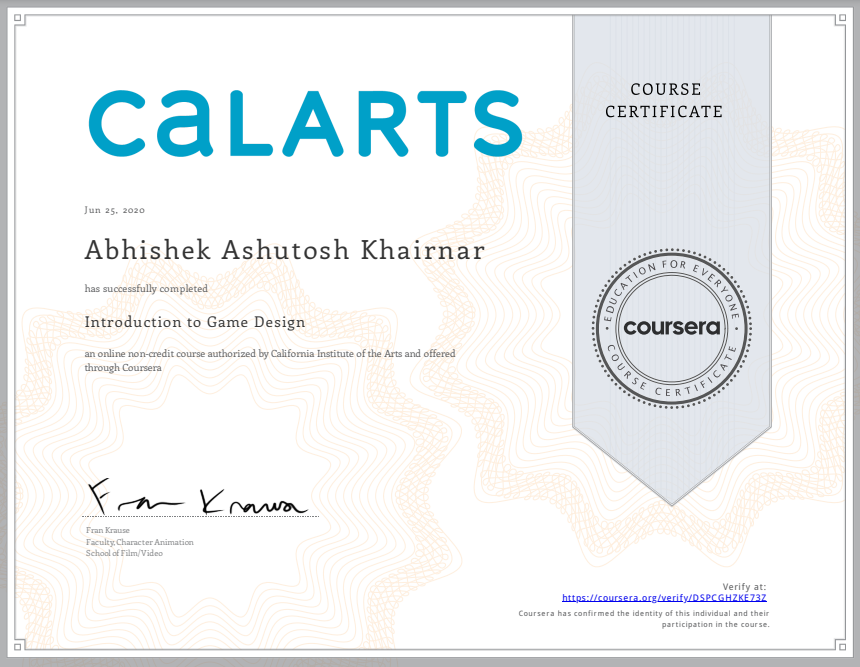 CaLARTS
COURSE
CERTIFICATE
Jun 25, 2020
Abhishek Ashutosh Khairnar
has successfully completed
Introduction to Game Design
an online non-credit course authorized by California Institute of the Arts and offered
through Coursera
EDUCATION FOR EVERYONE
coursera
COURSE CERTIFICATE
Fran Krause
Fran Krause
Faculty, Character Animation
School of Film/Video
Verify at:
https://coursera.org/verify/DSPCGHZKE73Z
Coursera has confirmed the identity of this individual and their
participation in the course.